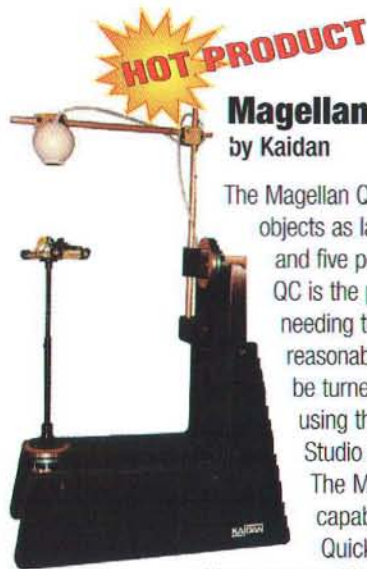 HOT PRODUCT
Magellan
by Kaidan
The Magellan Q
objects as la
and five p
QC is the p
needing t
reasonab
be turne
using th
Studio
The M
capab
Quick
KAIDAN